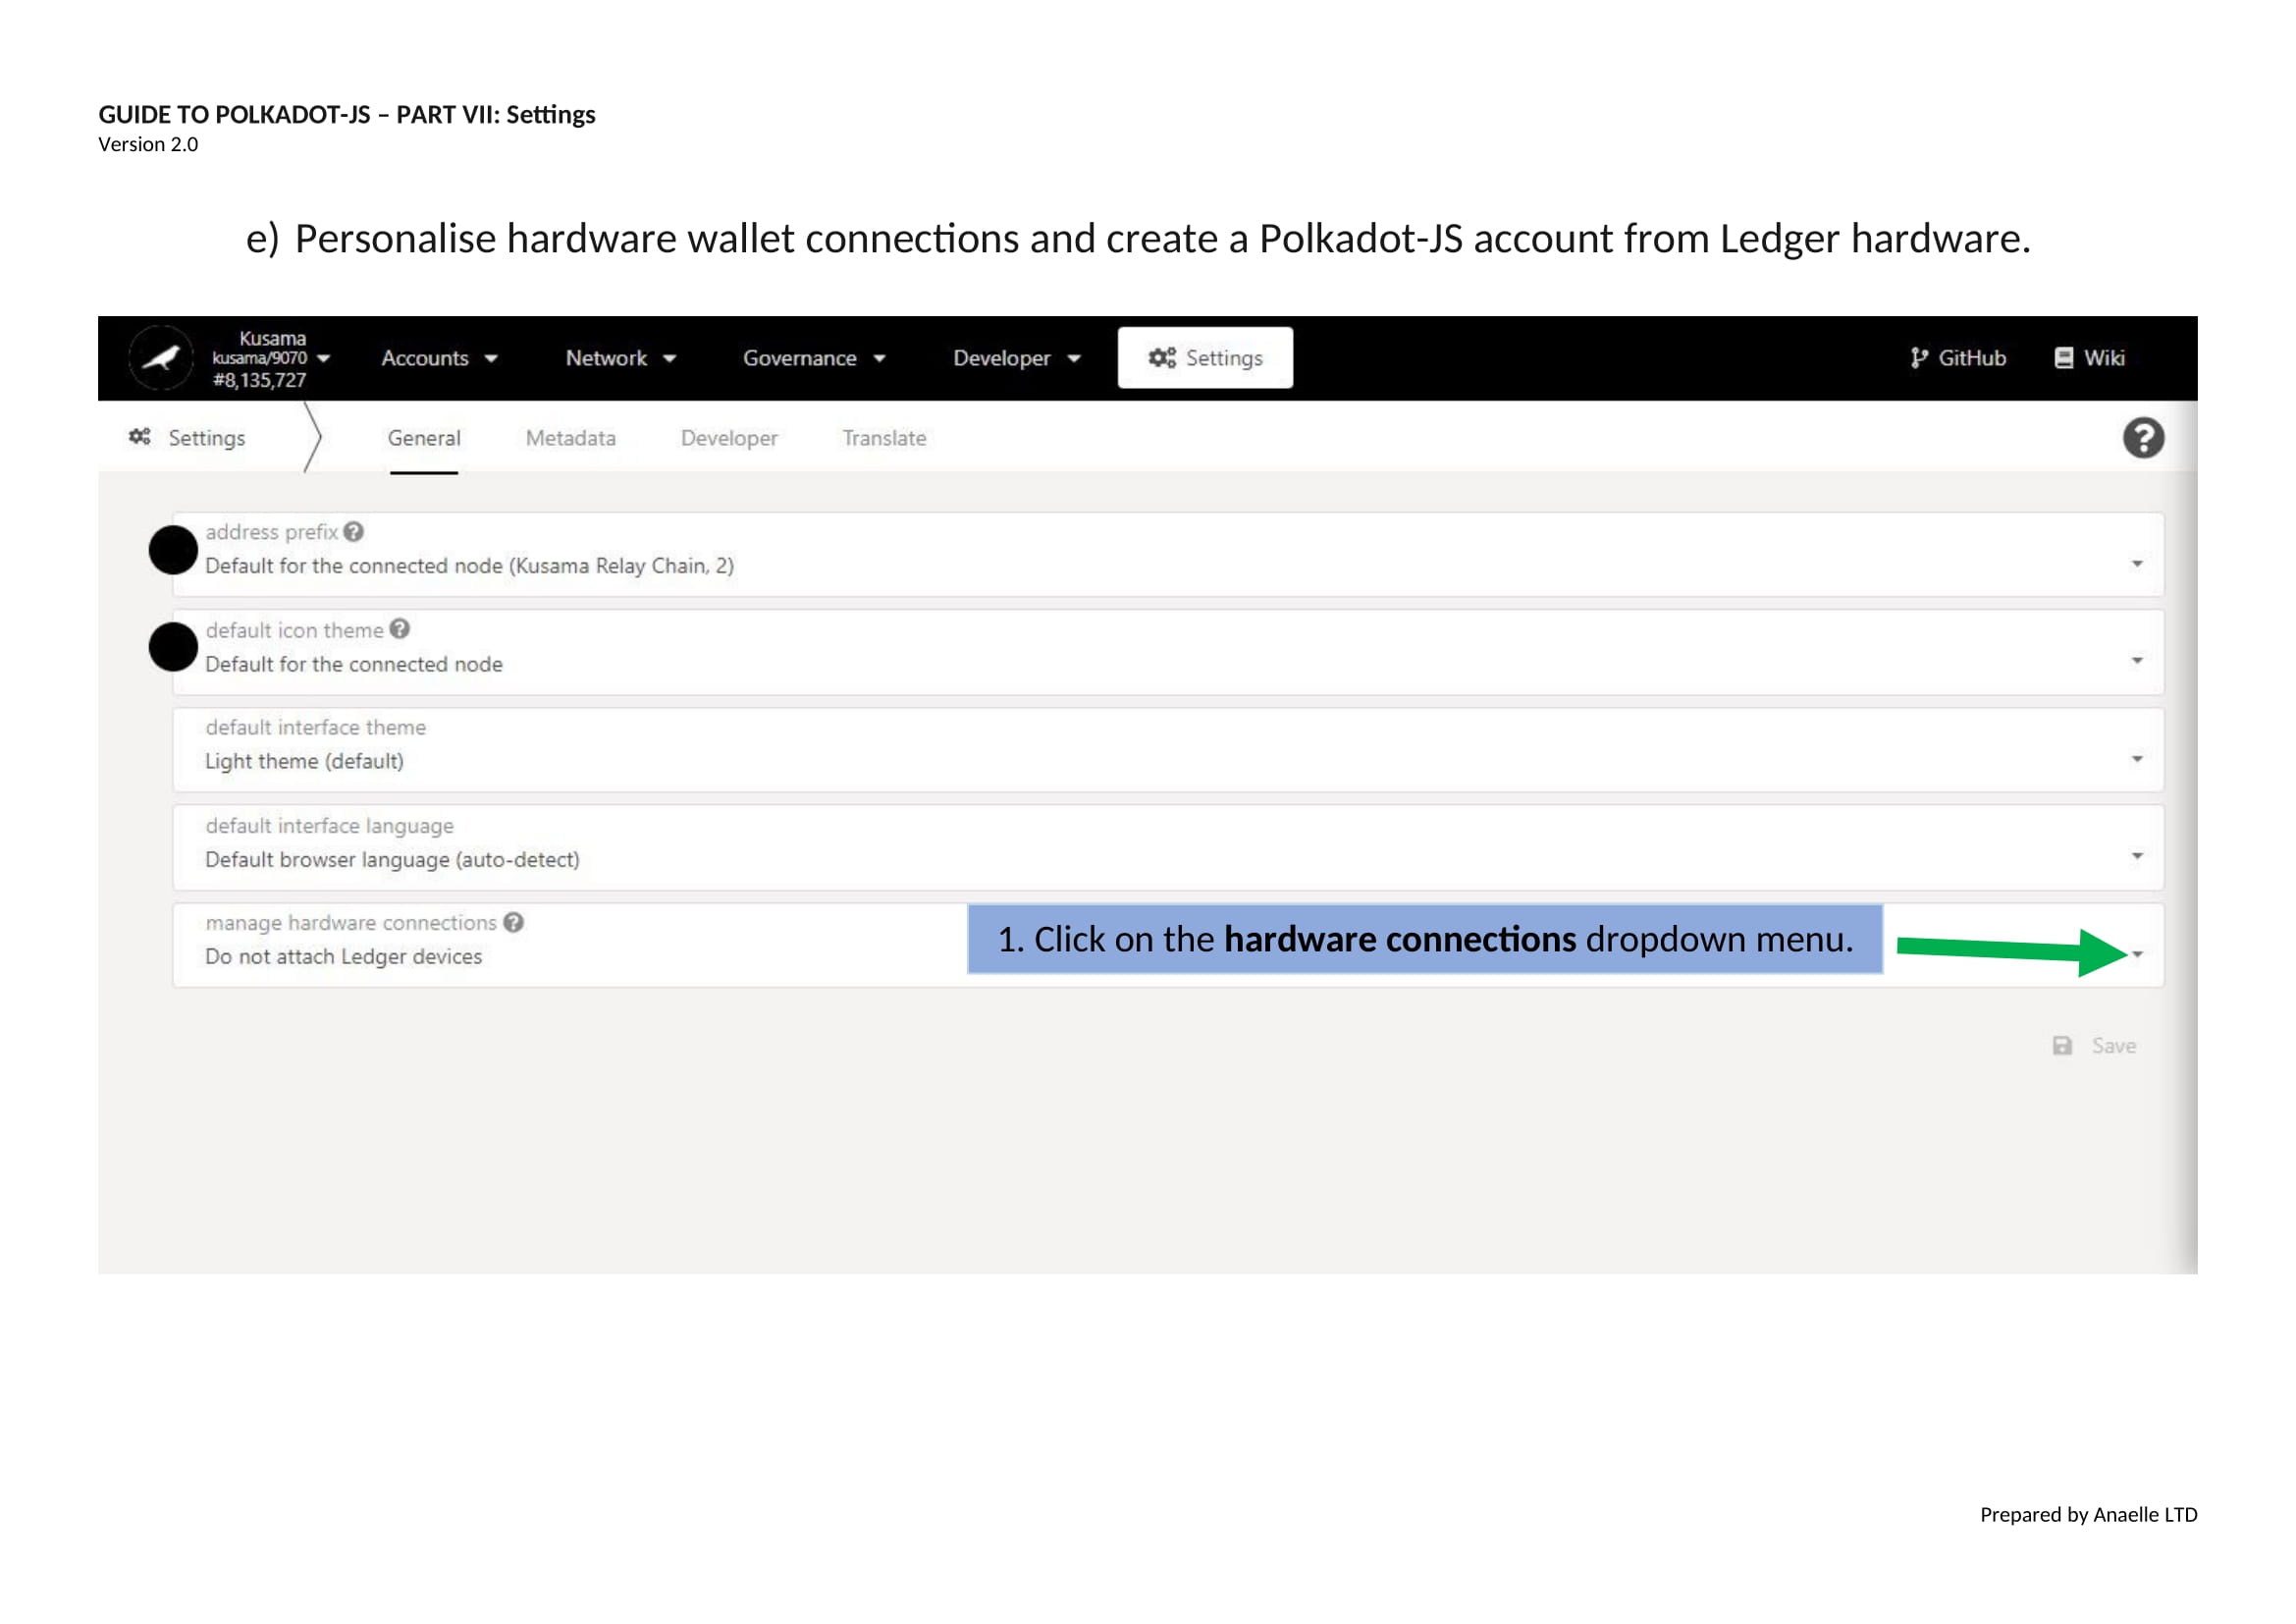 GUIDE TO POLKADOT-JS – PART VII: Settings
Version 2.0
e) Personalise hardware wallet connections and create a Polkadot-JS account from Ledger hardware.
Kusama
kusama/9070
#8,135,727
Accounts
Network
Governance
Developer
Settings
GitHub
Wiki
Settings
General
Metadata
Developer
Translate
address prefix
Default for the connected node (Kusama Relay Chain, 2)
default icon theme
Default for the connected node
default interface theme
Light theme (default)
default interface language
Default browser language (auto-detect)
manage hardware connections
Do not attach Ledger devices
1. Click on the hardware connections dropdown menu.
Save
Prepared by Anaelle LTD